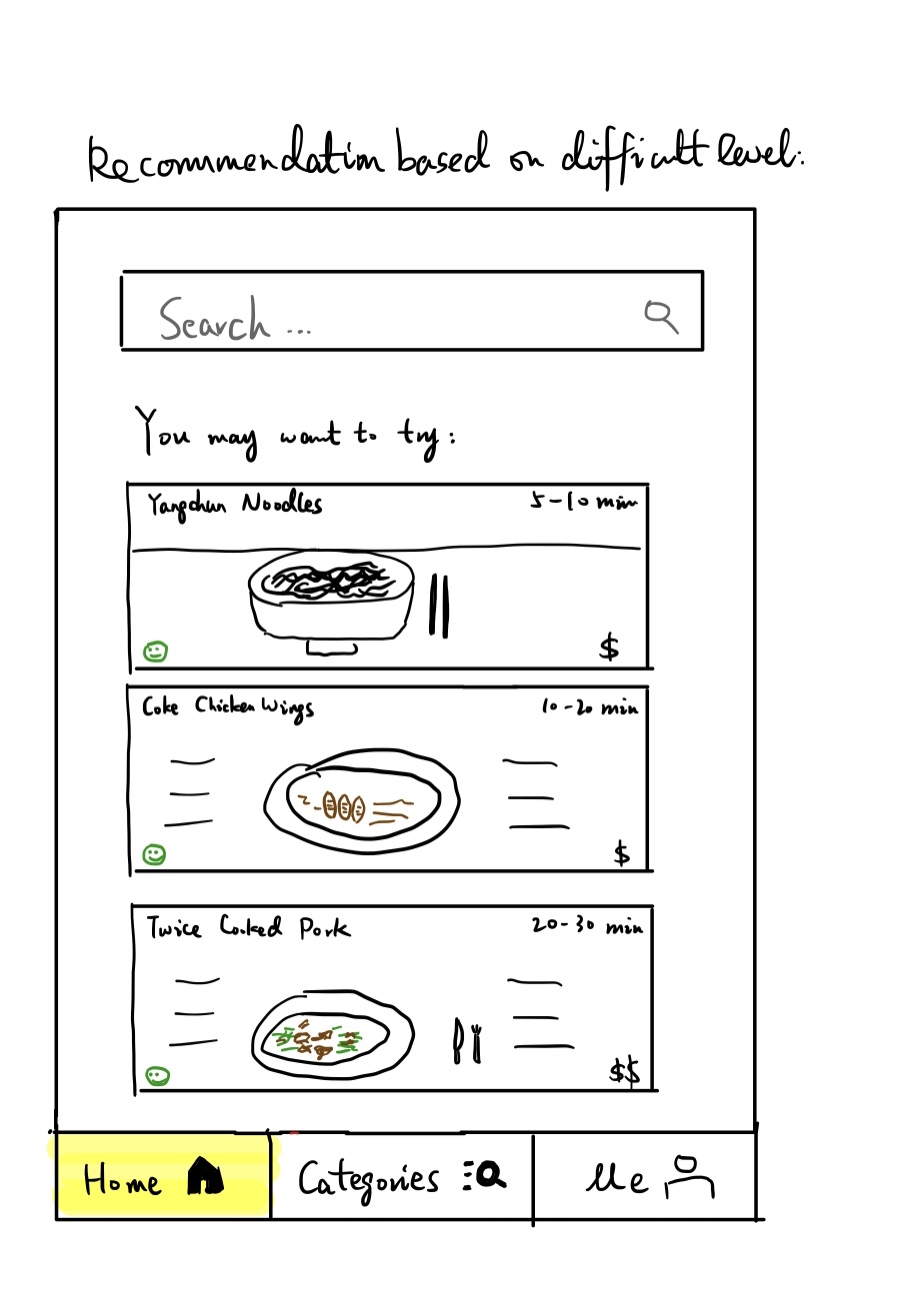 Recommendation based on difficult level:
Search ...
You may want to try:
Yangchun Noodles 5-10 min
$
Coke Chicken Wings 10-20 min
$
Twice Cooked Pork 20-30 min
$$
Home Categories Me